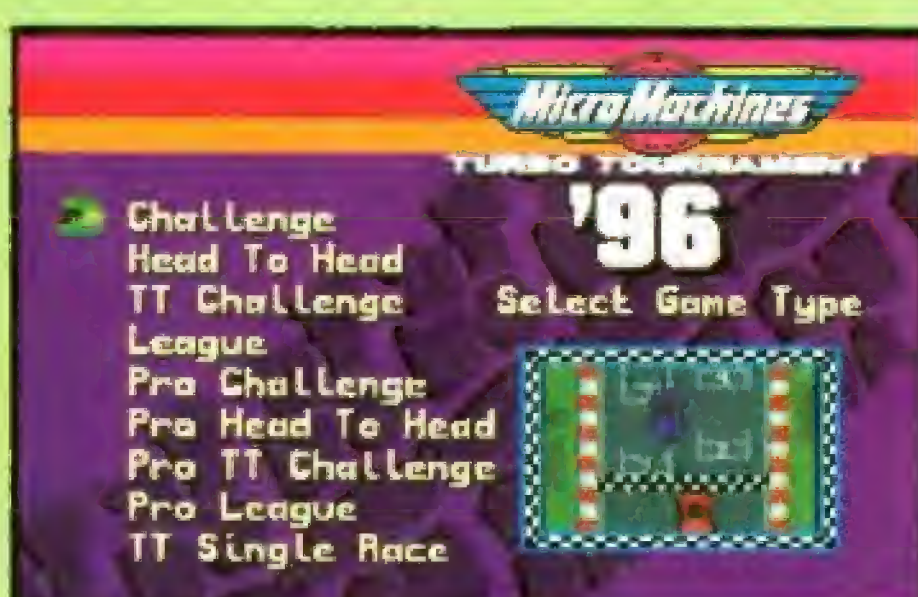 Micro Machines
TURBO TOURNAMENT
'96
Select Game Type
Challenge
Head To Head
TT Challenge
League
Pro Challenge
Pro Head To Head
Pro TT Challenge
Pro League
TT Single Race